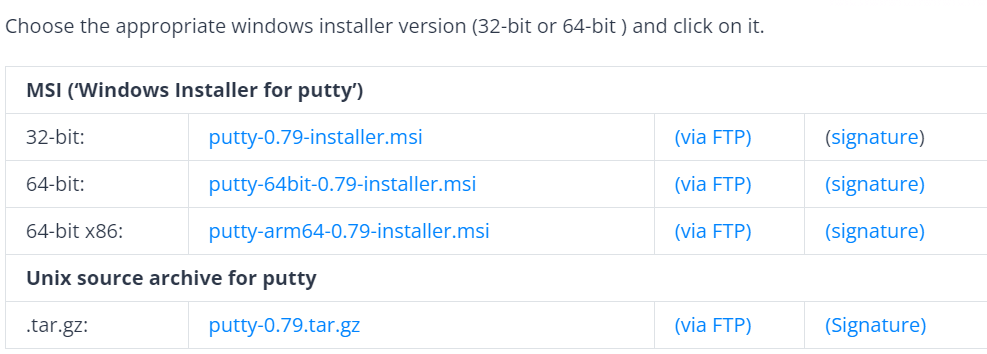 Choose the appropriate windows installer version (32-bit or 64-bit ) and click on it.
MSI (‘Windows Installer for putty’)
32-bit: putty-0.79-installer.msi (via FTP) (signature)
64-bit: putty-64bit-0.79-installer.msi (via FTP) (signature)
64-bit x86: putty-arm64-0.79-installer.msi (via FTP) (signature)
Unix source archive for putty
.tar.gz: putty-0.79.tar.gz (via FTP) (Signature)